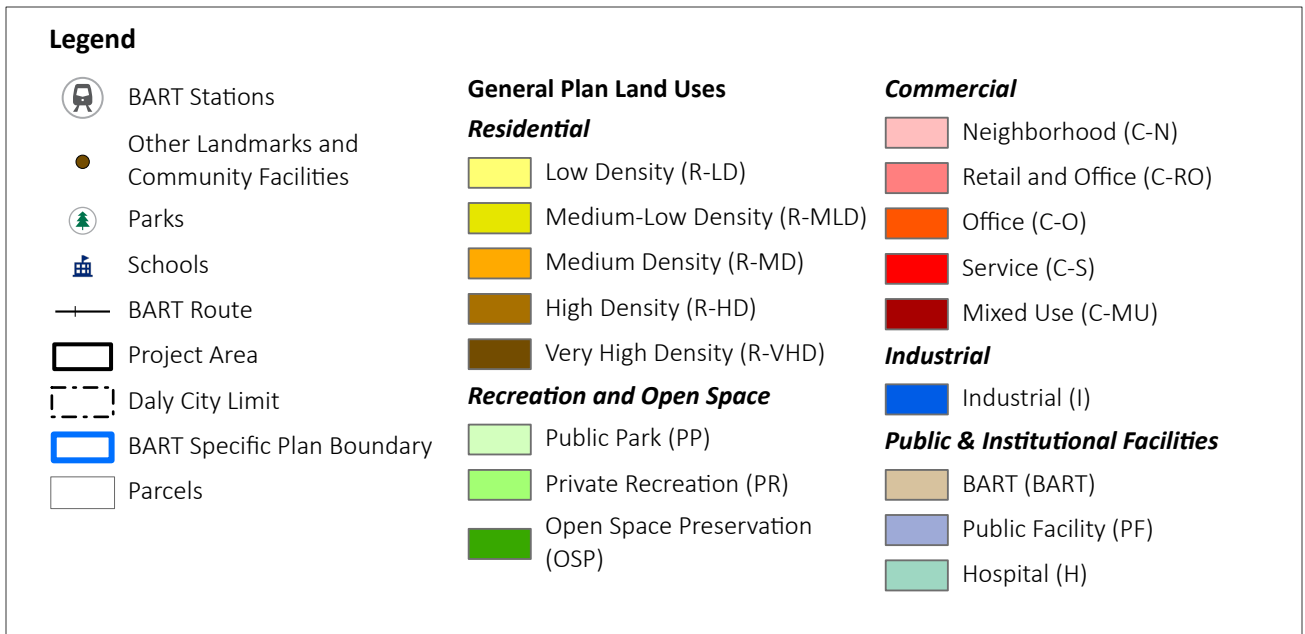 Legend
BART Stations
Other Landmarks and
Community Facilities
Parks
Schools
BART Route
Project Area
Daly City Limit
BART Specific Plan Boundary
Parcels
General Plan Land Uses
Residential
Low Density (R-LD)
Medium-Low Density (R-MLD)
Medium Density (R-MD)
High Density (R-HD)
Very High Density (R-VHD)
Recreation and Open Space
Public Park (PP)
Private Recreation (PR)
Open Space Preservation
(OSP)
Commercial
Neighborhood (C-N)
Retail and Office (C-RO)
Office (C-O)
Service (C-S)
Mixed Use (C-MU)
Industrial
Industrial (I)
Public & Institutional Facilities
BART (BART)
Public Facility (PF)
Hospital (H)